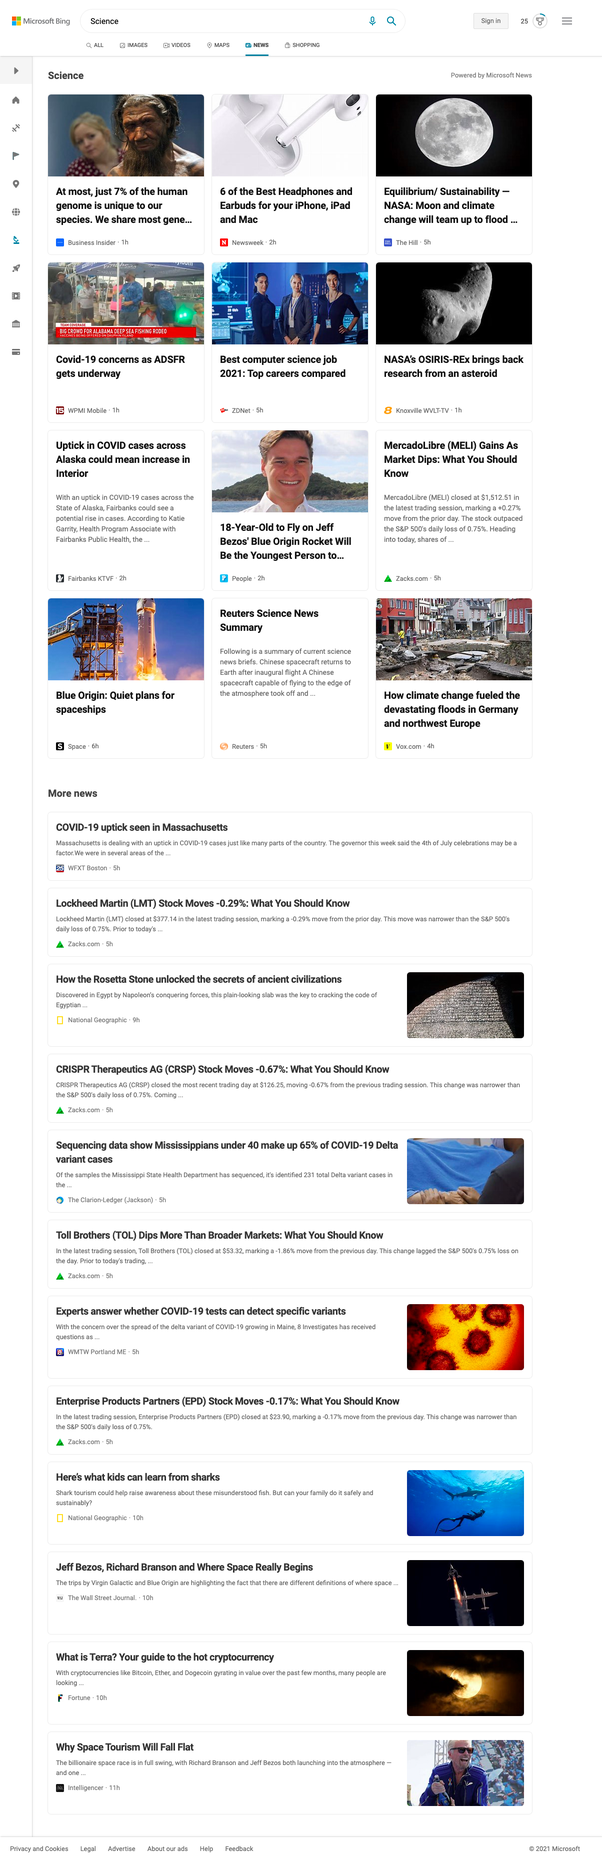 Microsoft Bing
Science
Sign in
25
ALL
IMAGES
VIDEOS
MAPS
NEWS
SHOPPING
Science
Powered by Microsoft News
At most, just 7% of the human
genome is unique to our
species. We share most gene...
Business Insider · 1h
6 of the Best Headphones and
Earbuds for your iPhone, iPad
and Mac
Newsweek · 2h
Equilibrium/ Sustainability —
NASA: Moon and climate
change will team up to flood ...
The Hill · 5h
TEAM COVERAGE
BIG CROWD FOR ALABAMA DEEP SEA FISHING RODEO
Covid-19 concerns as ADSFR
gets underway
WPMI Mobile · 1h
Best computer science job
2021: Top careers compared
ZDNet · 5h
NASA's OSIRIS-REx brings back
research from an asteroid
Knoxville WVLT-TV · 1h
Uptick in COVID cases across
Alaska could mean increase in
Interior
With an uptick in COVID-19 cases across the
State of Alaska, Fairbanks could see a
potential rise in cases. According to Katie
Garrity, Health Program Associate with
Fairbanks Public Health, the ...
Fairbanks KTVF · 2h
18-Year-Old to Fly on Jeff
Bezos' Blue Origin Rocket Will
Be the Youngest Person to...
People · 2h
MercadoLibre (MELI) Gains As
Market Dips: What You Should
Know
MercadoLibre (MELI) closed at $1,512.51 in
the latest trading session, marking a +0.27%
move from the prior day. The stock outpaced
the S&P 500's daily loss of 0.75%. Heading
into today, shares of ...
Zacks.com · 5h
Blue Origin: Quiet plans for
spaceships
Space · 6h
Reuters Science News
Summary
Following is a summary of current science
news briefs. Chinese spacecraft returns to
Earth after inaugural flight A Chinese
spacecraft capable of flying to the edge of
the atmosphere took off and ...
Reuters · 5h
How climate change fueled the
devastating floods in Germany
and northwest Europe
Vox.com · 4h
More news
COVID-19 uptick seen in Massachusetts
Massachusetts is dealing with an uptick in COVID-19 cases just like many parts of the country. The governor this week said the 4th of July celebrations may be a
factor.We were in several areas of the ...
WFXT Boston · 5h
Lockheed Martin (LMT) Stock Moves -0.29%: What You Should Know
Lockheed Martin (LMT) closed at $377.14 in the latest trading session, marking a -0.29% move from the prior day. This move was narrower than the S&P 500's
daily loss of 0.75%. Prior to today's ...
Zacks.com · 5h
How the Rosetta Stone unlocked the secrets of ancient civilizations
Discovered in Egypt by Napoleon's conquering forces, this plain-looking slab was the key to cracking the code of
Egyptian ...
National Geographic · 9h
CRISPR Therapeutics AG (CRSP) Stock Moves -0.67%: What You Should Know
CRISPR Therapeutics AG (CRSP) closed the most recent trading day at $126.25, moving -0.67% from the previous trading session. This change was narrower than
the S&P 500's daily loss of 0.75%. Coming ...
Zacks.com · 5h
Sequencing data show Mississippians under 40 make up 65% of COVID-19 Delta
variant cases
Of the samples the Mississippi State Health Department has sequenced, it's identified 231 total Delta variant cases in
the ...
The Clarion-Ledger (Jackson) · 5h
Toll Brothers (TOL) Dips More Than Broader Markets: What You Should Know
In the latest trading session, Toll Brothers (TOL) closed at $53.32, marking a -1.86% move from the previous day. This change lagged the S&P 500's 0.75% loss on
the day. Prior to today's trading, ...
Zacks.com · 5h
Experts answer whether COVID-19 tests can detect specific variants
With the concern over the spread of the delta variant of COVID-19 growing in Maine, 8 Investigates has received
questions as ...
WMTW Portland ME · 5h
Enterprise Products Partners (EPD) Stock Moves -0.17%: What You Should Know
In the latest trading session, Enterprise Products Partners (EPD) closed at $23.90, marking a -0.17% move from the previous day. This change was narrower than
the S&P 500's daily loss of 0.75%.
Zacks.com · 5h
Here's what kids can learn from sharks
Shark tourism could help raise awareness about these misunderstood fish. But can your family do it safely and
sustainably?
National Geographic · 10h
Jeff Bezos, Richard Branson and Where Space Really Begins
The trips by Virgin Galactic and Blue Origin are highlighting the fact that there are different definitions of where space ...
The Wall Street Journal. · 10h
What is Terra? Your guide to the hot cryptocurrency
With cryptocurrencies like Bitcoin, Ether, and Dogecoin gyrating in value over the past few months, many people are
looking ...
Fortune · 10h
Why Space Tourism Will Fall Flat
The billionaire space race is in full swing, with Richard Branson and Jeff Bezos both launching into the atmosphere —
and one ...
Intelligencer · 11h
Privacy and Cookies
Legal
Advertise
About our ads
Help
Feedback
© 2021 Microsoft